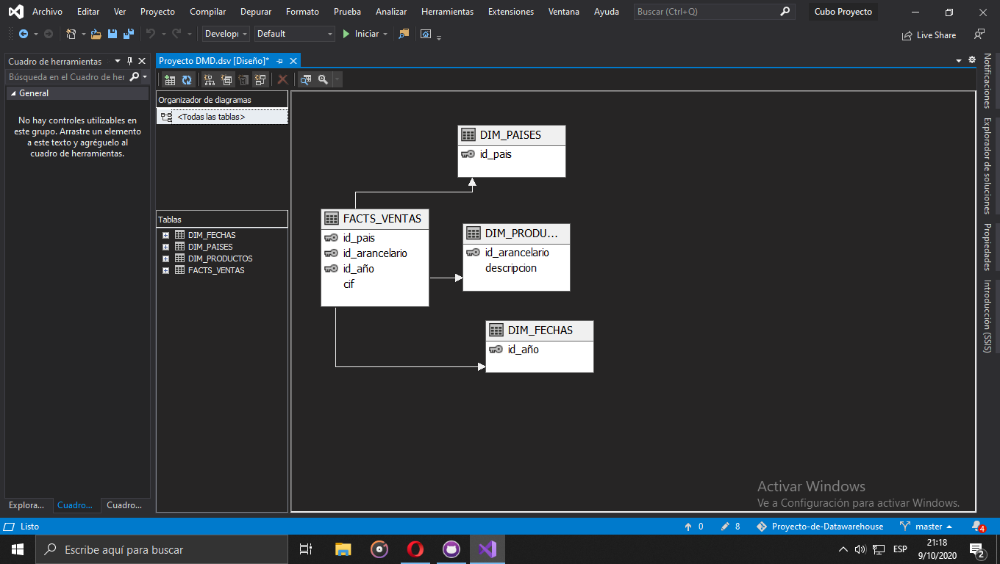 Archivo Editar Ver Proyecto Compilar Depurar Formato Prueba Analizar Herramientas Extensiones Ventana Ayuda Buscar (Ctrl+Q) Cubo Proyecto
Develop Default Iniciar Live Share
Cuadro de herramientas
Búsqueda en el Cuadro de her
General
No hay controles utilizables en
este grupo. Arrastre un elemento
a este texto y agréguelo al
cuadro de herramientas.
Explora... Cuadro... Cuadro...
Proyecto DMD.dsv [Diseño]*
Organizador de diagramas
<Todas las tablas>
Tablas
DIM_FECHAS
DIM_PAISES
DIM_PRODUCTOS
FACTS_VENTAS
DIM_PAISES
id_pais
FACTS_VENTAS
id_pais
id_arancelario
id_año
cif
DIM_PRODU...
id_arancelario
descripcion
DIM_FECHAS
id_año
Notificaciones
Explorador de soluciones
Propiedades
Introducción (SSIS)
Activar Windows
Ve a Configuración para activar Windows.
Listo 0 8 Proyecto-de-Datawarehouse master 4
Escribe aquí para buscar
ESP
21:18
9/10/2020
2